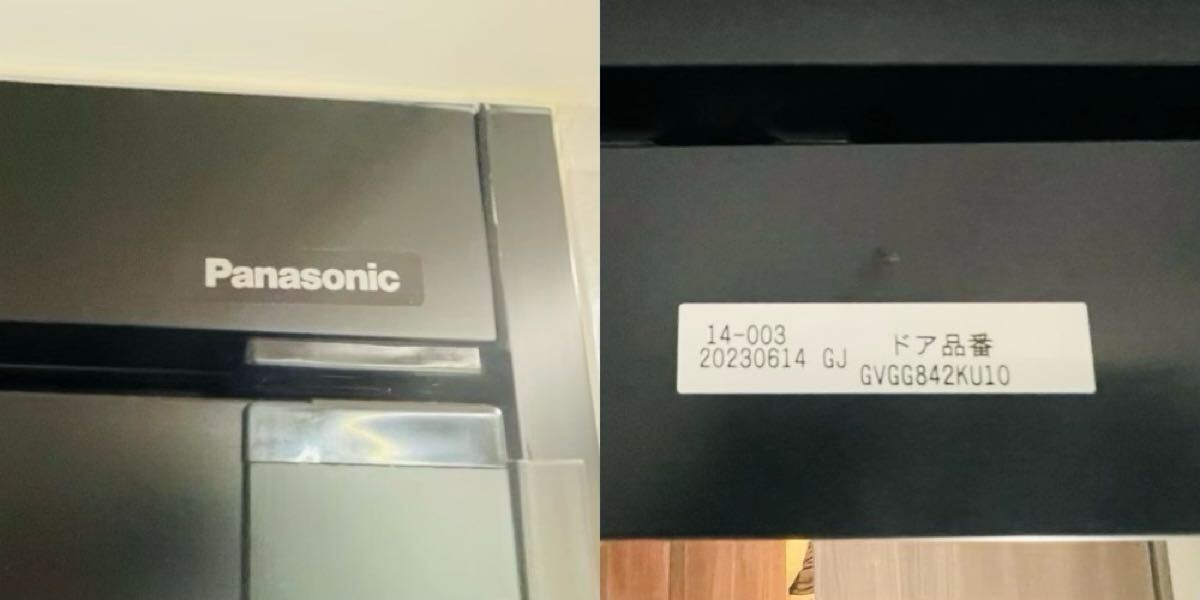 Panasonic
14-003
20230614 GJ
ドア品番
GVGG842KU10